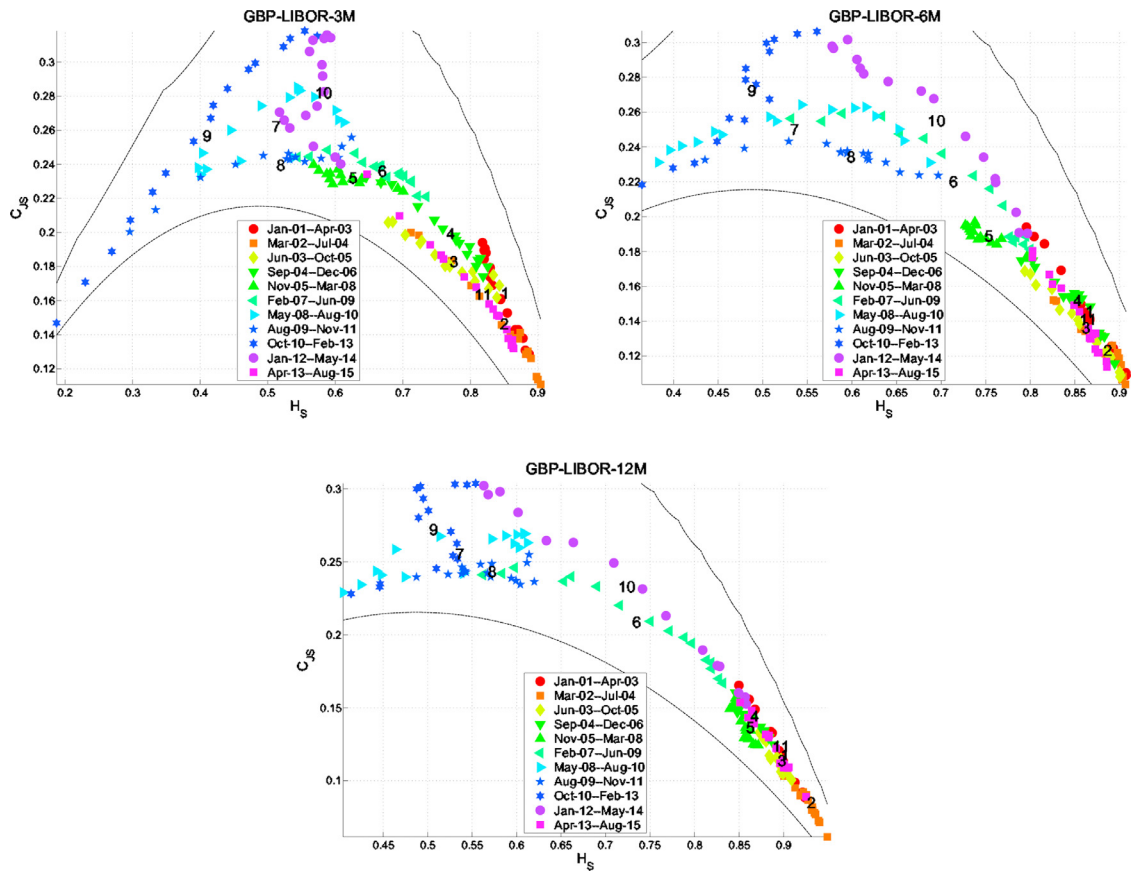 GBP-LIBOR-3M
0.3
0.28
0.26
0.24
0.22
0.2
0.18
0.16
0.14
0.12
C_JS
0.2
0.3
0.4
0.5
0.6
0.7
0.8
0.9
H_S
9
7
10
8
5
6
4
3
11
1
2
Jan-01--Apr-03
Mar-02--Jul-04
Jun-03--Oct-05
Sep-04--Dec-06
Nov-05--Mar-08
Feb-07--Jun-09
May-08--Aug-10
Aug-09--Nov-11
Oct-10--Feb-13
Jan-12--May-14
Apr-13--Aug-15
GBP-LIBOR-6M
0.3
0.28
0.26
0.24
0.22
0.2
0.18
0.16
0.14
0.12
C_JS
0.4
0.45
0.5
0.55
0.6
0.65
0.7
0.75
0.8
0.85
0.9
H_S
9
7
10
8
6
5
4
11
3
2
Jan-01--Apr-03
Mar-02--Jul-04
Jun-03--Oct-05
Sep-04--Dec-06
Nov-05--Mar-08
Feb-07--Jun-09
May-08--Aug-10
Aug-09--Nov-11
Oct-10--Feb-13
Jan-12--May-14
Apr-13--Aug-15
GBP-LIBOR-12M
0.3
0.25
0.2
0.15
0.1
C_JS
0.45
0.5
0.55
0.6
0.65
0.7
0.75
0.8
0.85
0.9
H_S
9
7
8
10
6
4
5
11
3
2
Jan-01--Apr-03
Mar-02--Jul-04
Jun-03--Oct-05
Sep-04--Dec-06
Nov-05--Mar-08
Feb-07--Jun-09
May-08--Aug-10
Aug-09--Nov-11
Oct-10--Feb-13
Jan-12--May-14
Apr-13--Aug-15